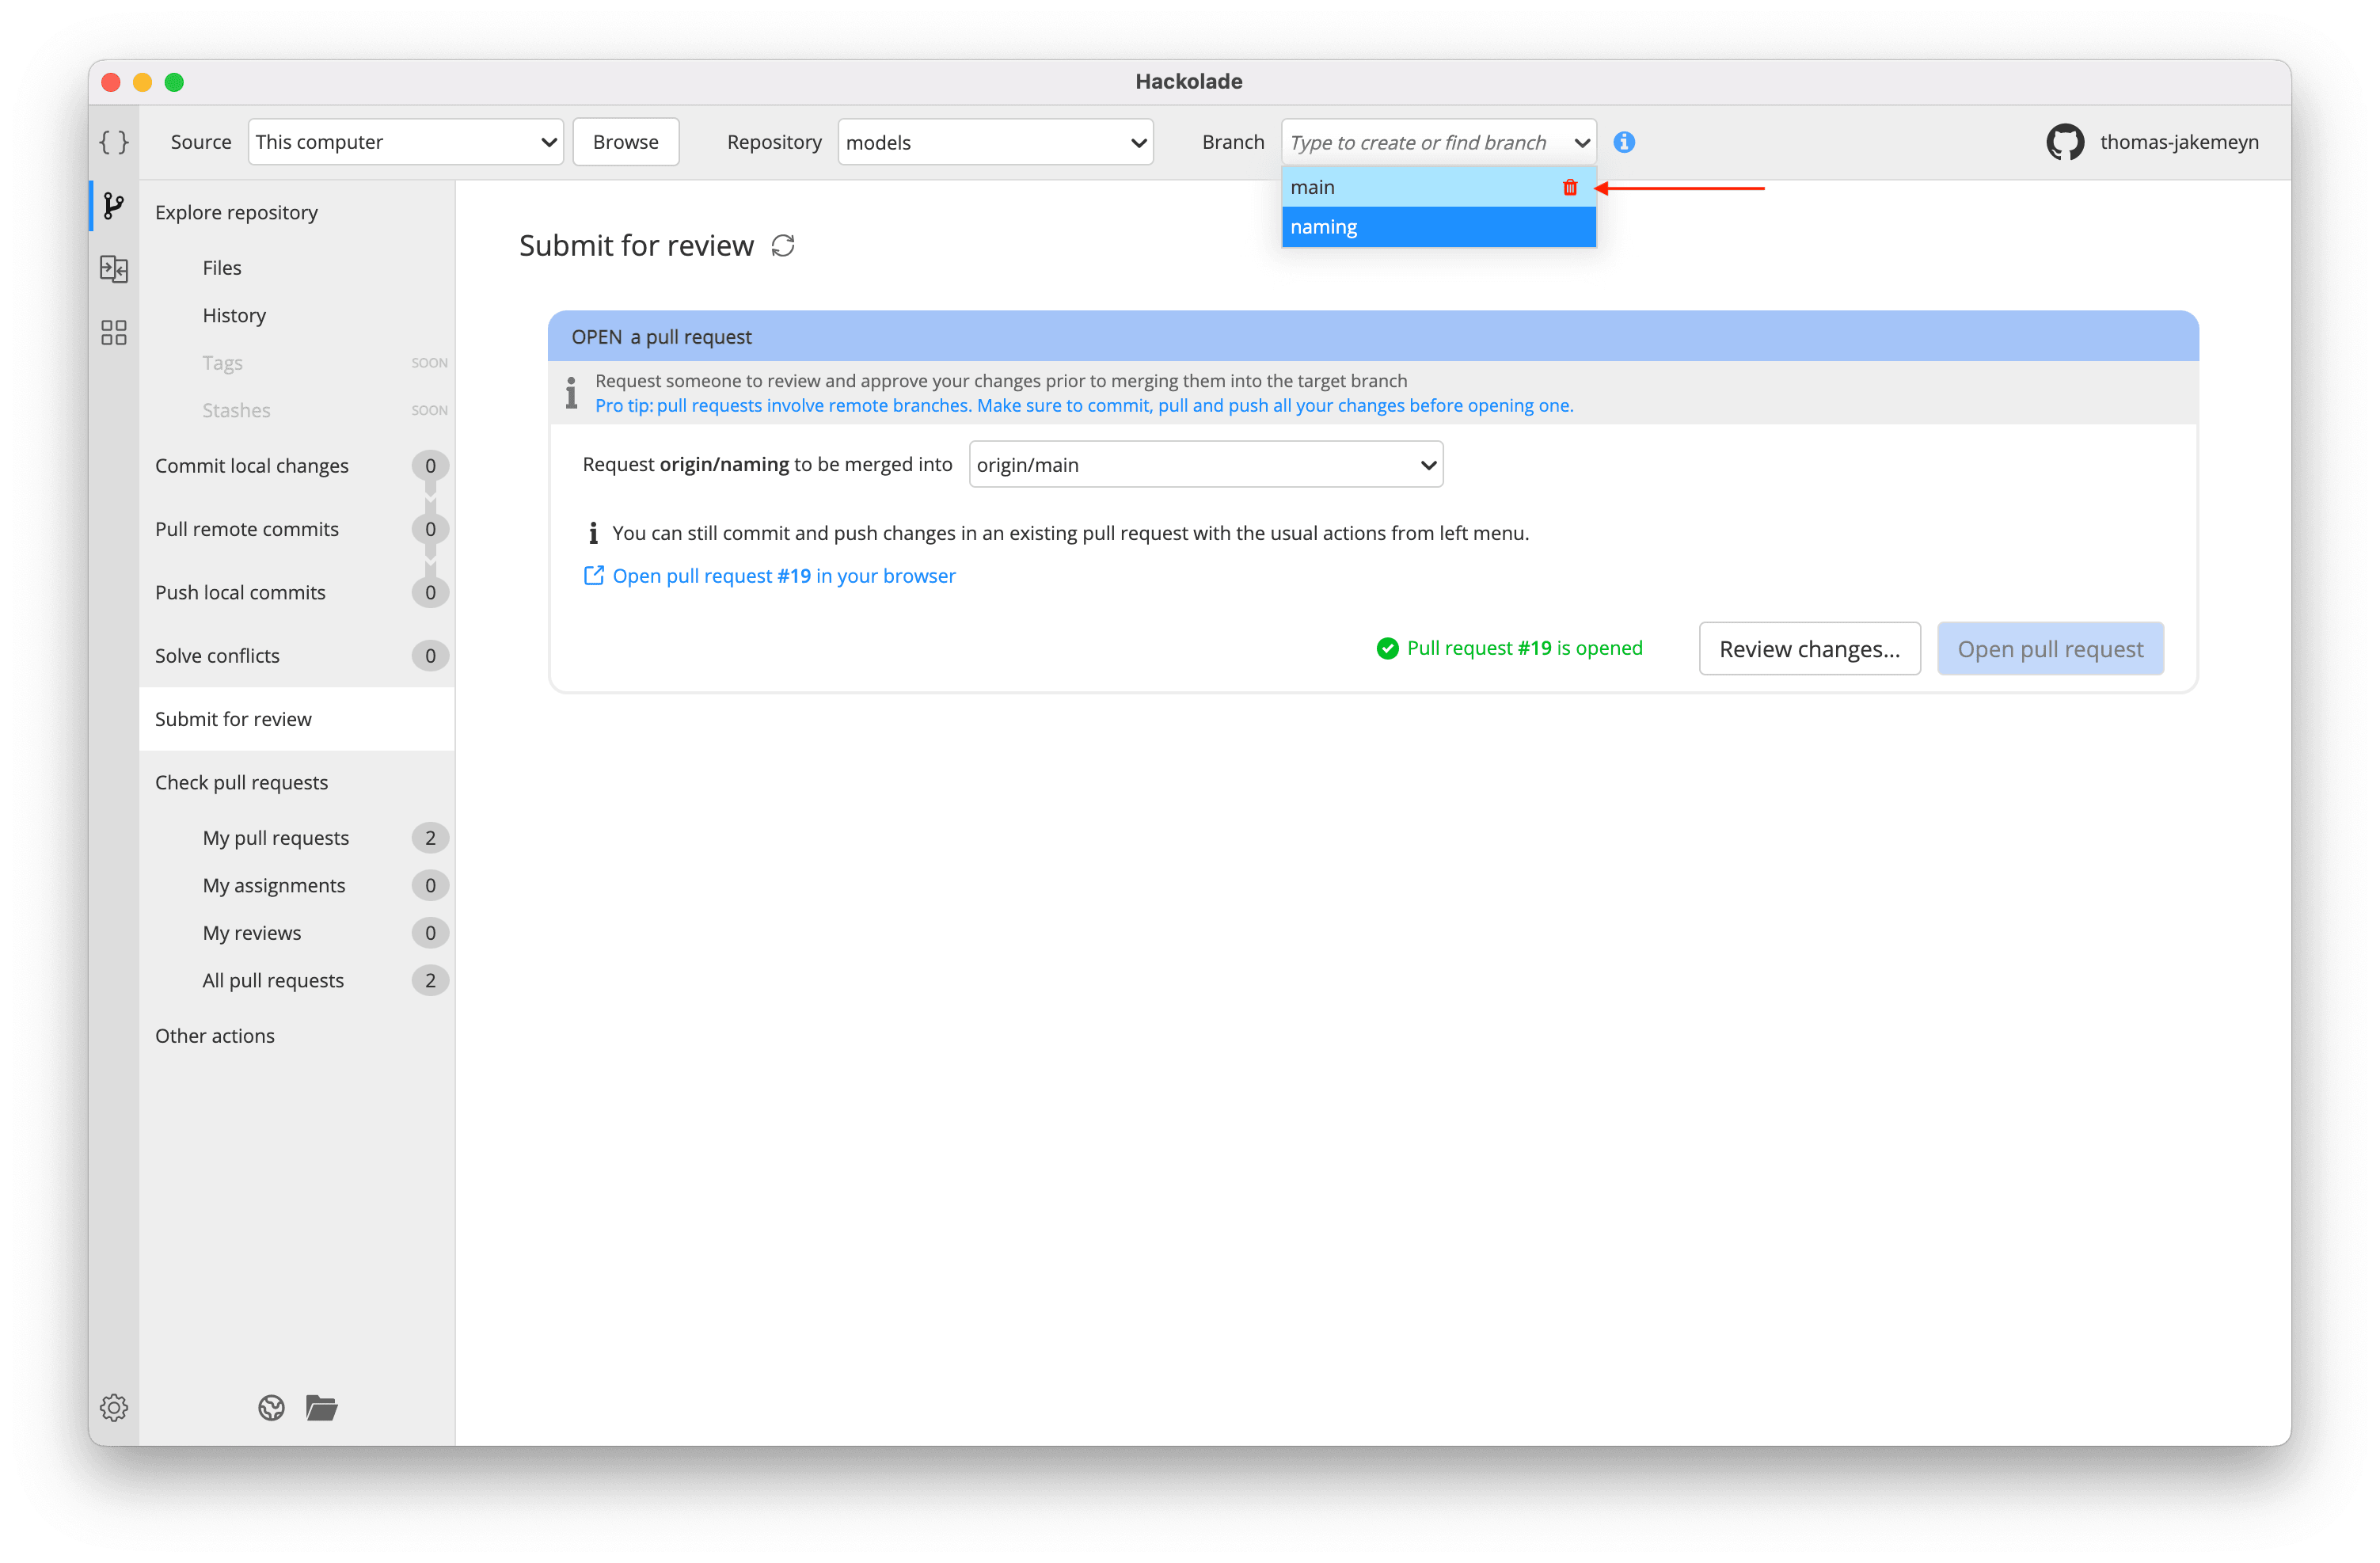 Hackolade
Source This computer Browse Repository models Branch Type to create or find branch thomas-jakemeyn
main
naming
Explore repository
Files
History
Tags SOON
Stashes SOON
Commit local changes 0
Pull remote commits 0
Push local commits 0
Solve conflicts 0
Submit for review
Check pull requests
My pull requests 2
My assignments 0
My reviews 0
All pull requests 2
Other actions
Submit for review
OPEN a pull request
Request someone to review and approve your changes prior to merging them into the target branch
Pro tip: pull requests involve remote branches. Make sure to commit, pull and push all your changes before opening one.
Request origin/naming to be merged into origin/main
You can still commit and push changes in an existing pull request with the usual actions from left menu.
Open pull request #19 in your browser
Pull request #19 is opened Review changes... Open pull request